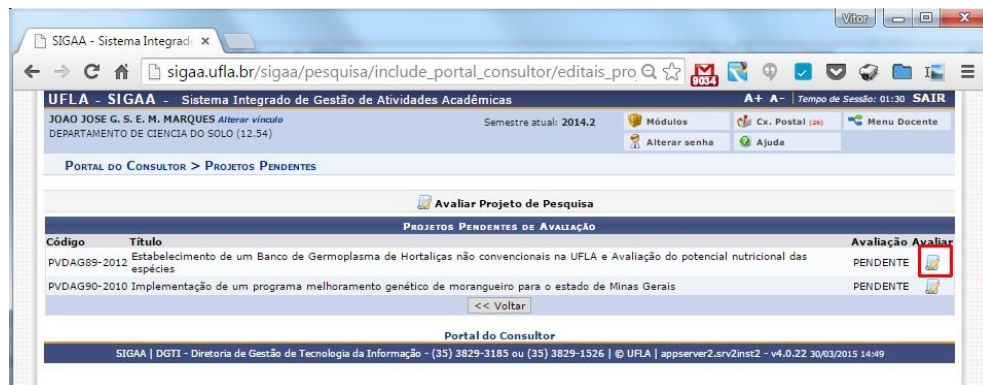 Vitor
SIGAA - Sistema Integrad
sigaa.ufla.br/sigaa/pesquisa/include_portal_consultor/editais_pro
9034
UFLA - SIGAA - Sistema Integrado de Gestão de Atividades Acadêmicas
A+ A- | Tempo de Sessão: 01:30 SAIR
JOAO JOSE G. S. E. M. MARQUES Alterar vínculo
DEPARTAMENTO DE CIENCIA DO SOLO (12.54)
Semestre atual: 2014.2
Módulos
Cx. Postal (26)
Menu Docente
Alterar senha
Ajuda
PORTAL DO CONSULTOR > PROJETOS PENDENTES
Avaliar Projeto de Pesquisa
PROJETOS PENDENTES DE AVALIAÇÃO
Código Título Avaliação Avaliar
PVDAG89-2012 Estabelecimento de um Banco de Germoplasma de Hortaliças não convencionais na UFLA e Avaliação do potencial nutricional das
espécies
PENDENTE
PVDAG90-2010 Implementação de um programa melhoramento genético de morangueiro para o estado de Minas Gerais PENDENTE
<< Voltar
Portal do Consultor
SIGAA | DGTI - Diretoria de Gestão de Tecnologia da Informação - (35) 3829-3185 ou (35) 3829-1526 | © UFLA | appserver2.srv2inst2 - v4.0.22 30/03/2015 14:49